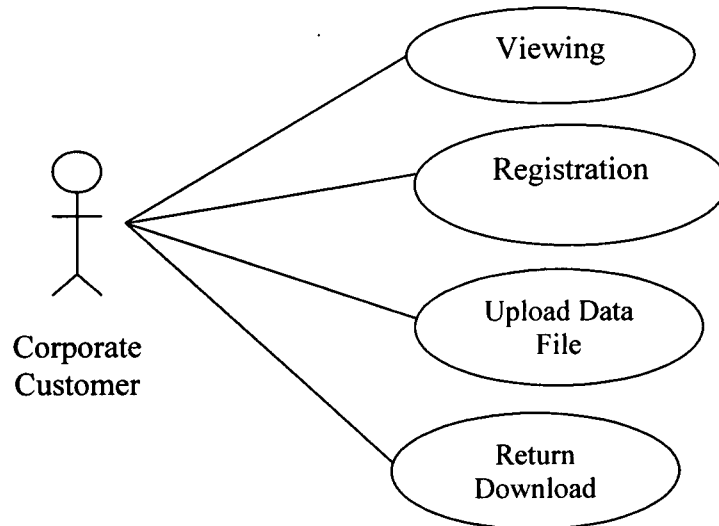 Viewing
Registration
Upload Data
File
Corporate
Customer
Return
Download